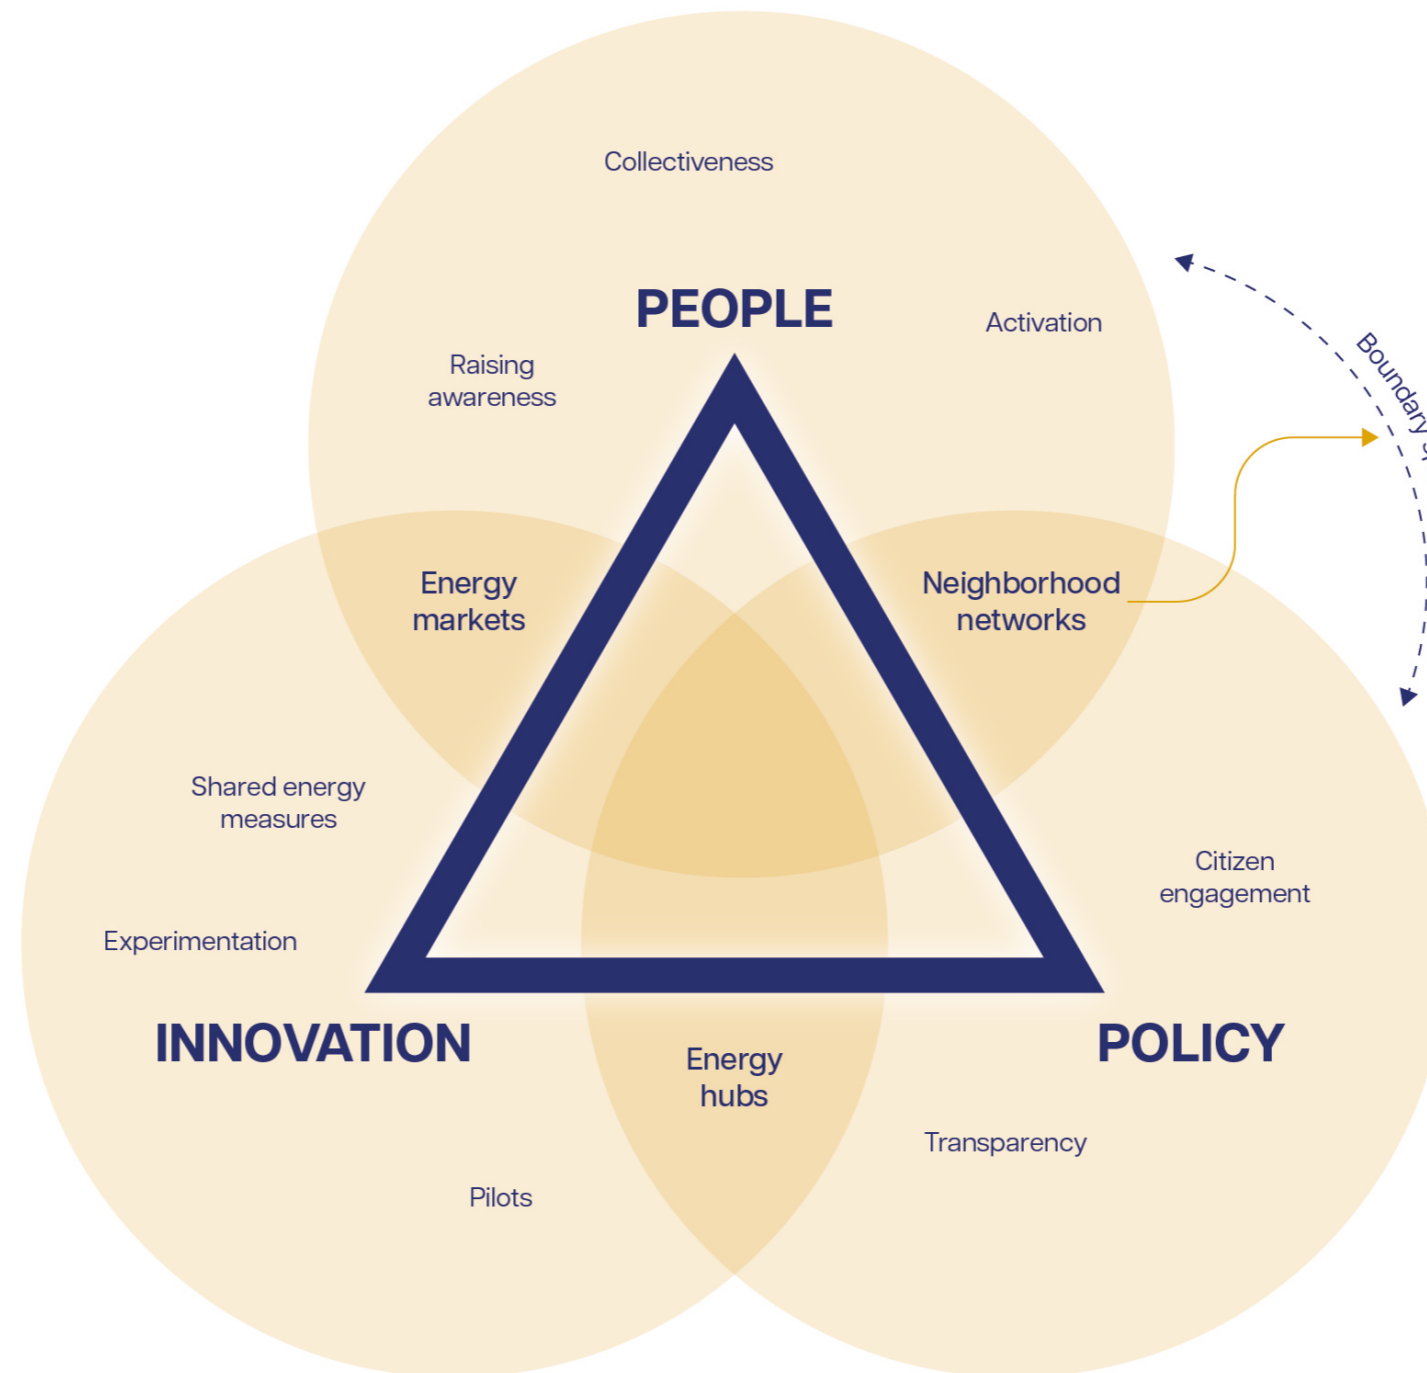 Collectiveness
PEOPLE
Activation
Raising
awareness
Boundary
Energy
markets
Neighborhood
networks
Shared energy
measures
Citizen
engagement
Experimentation
INNOVATION
POLICY
Energy
hubs
Transparency
Pilots